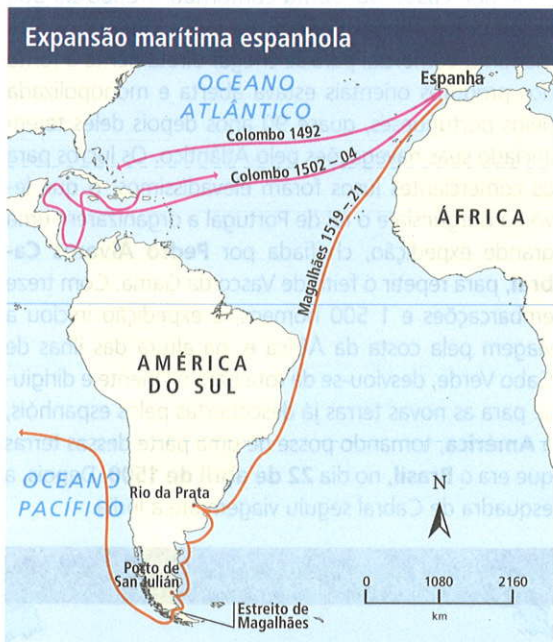 Expansão marítima espanhola
OCEANO
ATLÂNTICO
Espanha
Colombo 1492
Colombo 1502 – 04
Magalhães 1519 – 21
ÁFRICA
AMÉRICA
DO SUL
OCEANO
PACÍFICO
Rio da Prata
N
Porto de
San Julián
Estreito de
Magalhães
0 1080 2160
km